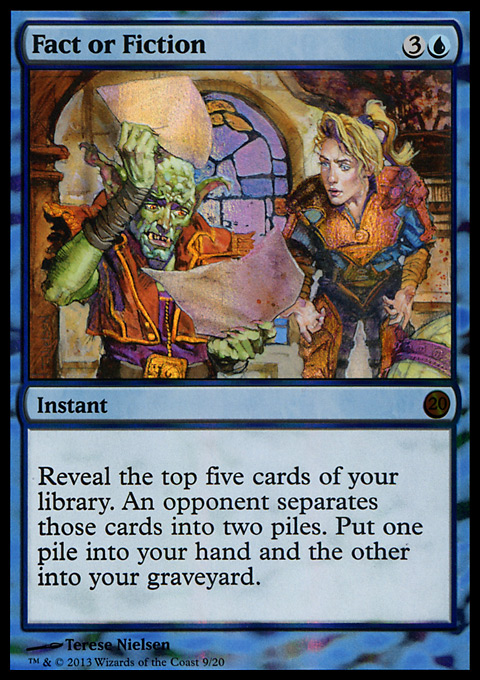 Fact or Fiction 3
Instant 20
Reveal the top five cards of your
library. An opponent separates
those cards into two piles. Put one
pile into your hand and the other
into your graveyard.
Terese Nielsen
™ & © 2013 Wizards of the Coast 9/20